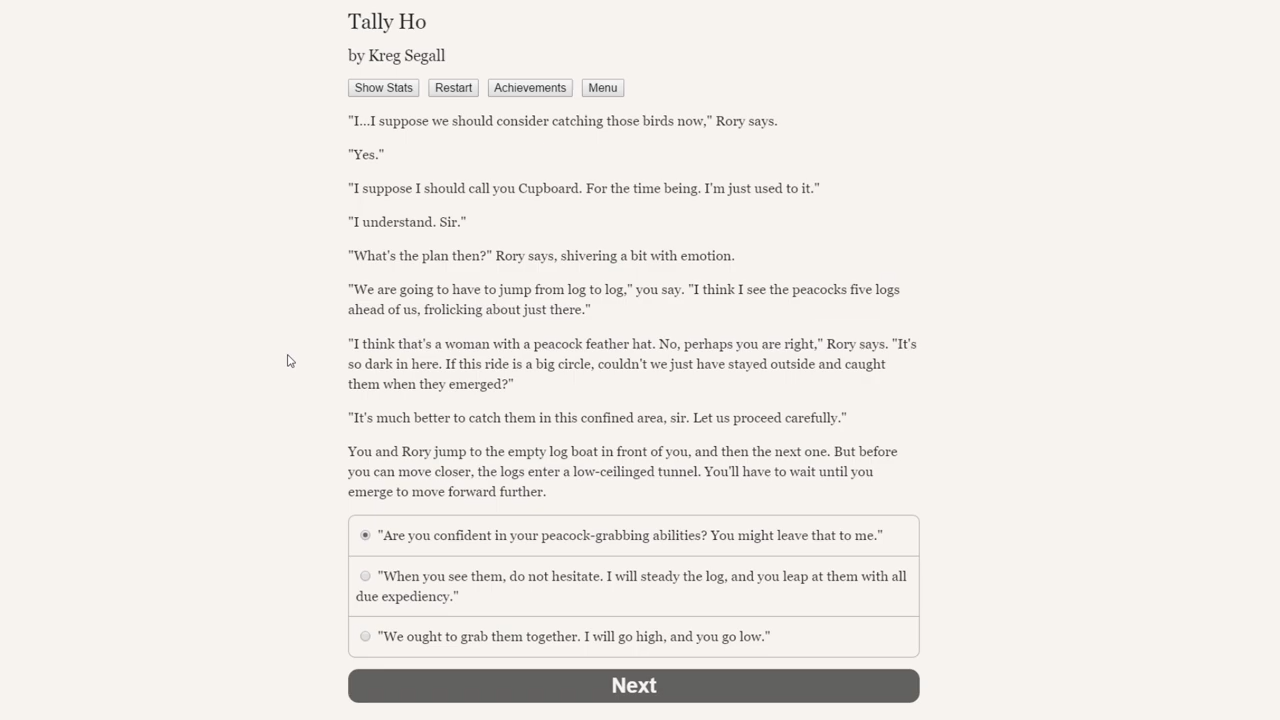 Tally Ho
by Kreg Segall
Show Stats Restart Achievements Menu
"I...I suppose we should consider catching those birds now," Rory says.
"Yes."
"I suppose I should call you Cupboard. For the time being. I'm just used to it."
"I understand. Sir."
"What's the plan then?" Rory says, shivering a bit with emotion.
"We are going to have to jump from log to log," you say. "I think I see the peacocks five logs
ahead of us, frolicking about just there."
"I think that's a woman with a peacock feather hat. No, perhaps you are right," Rory says. "It's
so dark in here. If this ride is a big circle, couldn't we just have stayed outside and caught
them when they emerged?"
"It's much better to catch them in this confined area, sir. Let us proceed carefully."
You and Rory jump to the empty log boat in front of you, and then the next one. But before
you can move closer, the logs enter a low-ceilinged tunnel. You'll have to wait until you
emerge to move forward further.
"Are you confident in your peacock-grabbing abilities? You might leave that to me."
"When you see them, do not hesitate. I will steady the log, and you leap at them with all
due expediency."
"We ought to grab them together. I will go high, and you go low."
Next